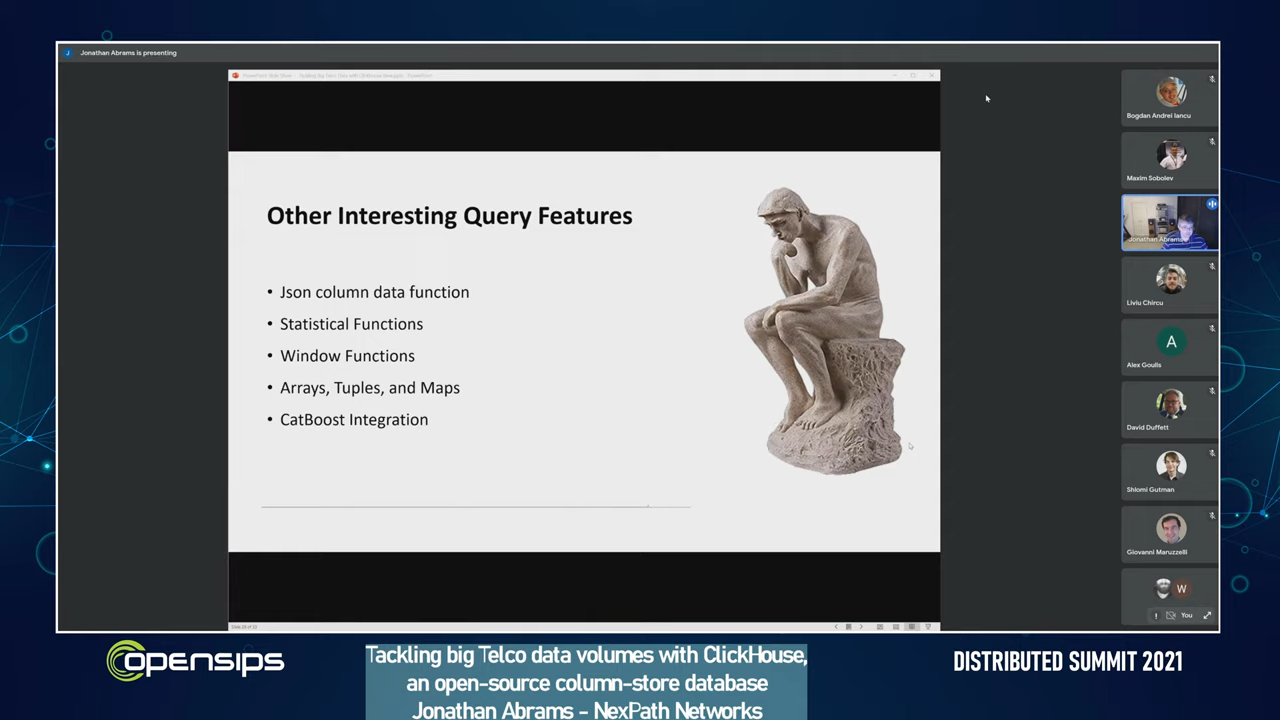 Jonathan Abrams is presenting
Other Interesting Query Features
• Json column data function
• Statistical Functions
• Window Functions
• Arrays, Tuples, and Maps
• CatBoost Integration
Bogdan Andrei Iancu
Maxim Sobolev
Jonathan Abrams
Liviu Chircu
A
Alex Goulis
David Duffett
Shlomi Gutman
Giovanni Maruzzelli
W
You
OPENSIPS
Tackling big Telco data volumes with ClickHouse,
an open-source column-store database
Jonathan Abrams - NexPath Networks
DISTRIBUTED SUMMIT 2021